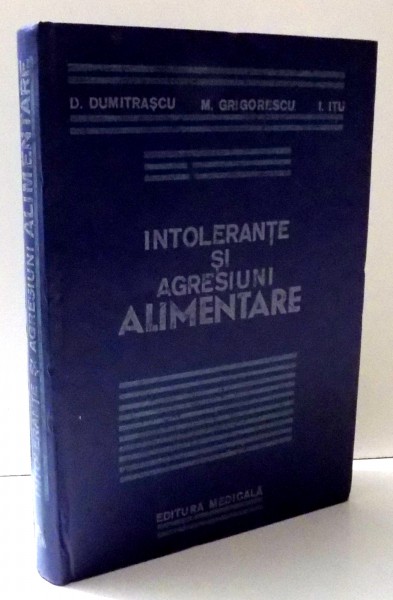 D. DUMITRAȘCU M. GRIGORESCU I. ITU
INTOLERANȚE
ȘI
AGRESIUNI
ALIMENTARE
EDITURA MEDICALĂ
INTOLERANȚE ȘI AGRESIUNI ALIMENTARE